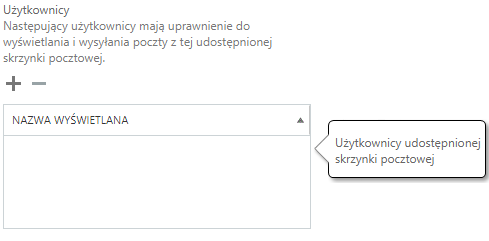 Użytkownicy
Następujący użytkownicy mają uprawnienie do
wyświetlania i wysyłania poczty z tej udostępnionej
skrzynki pocztowej.
NAZWA WYŚWIETLANA
Użytkownicy udostępnionej
skrzynki pocztowej